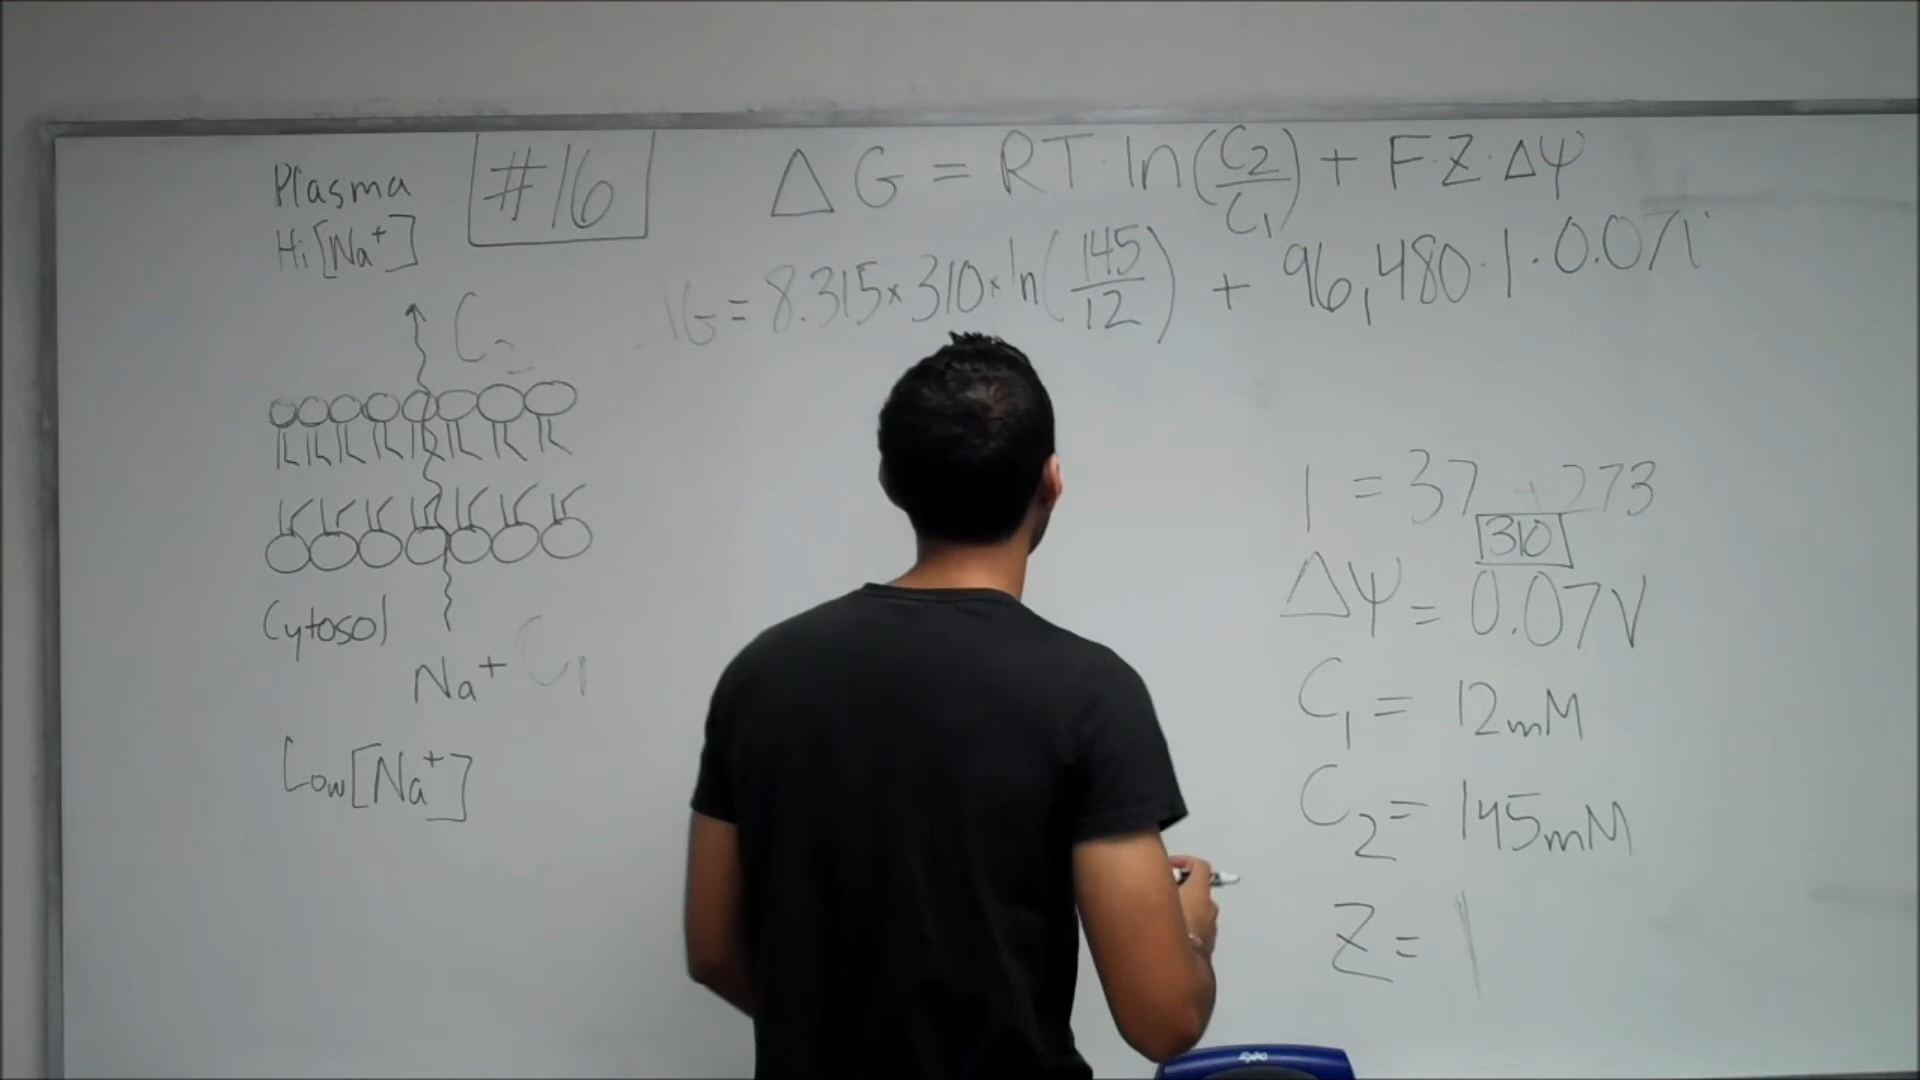 Plasma
Hi[Na⁺]
#16
ΔG = RT·ln(C₂/C₁) + F·Z·ΔΨ
G = 8.315×310×ln(145/12) + 96,480·1·0.07
C₂
Cytosol
Na⁺ C₁
Low[Na⁺]
= 37 +273
310
ΔΨ = 0.07V
C₁ = 12mM
C₂ = 145mM
Z = 1